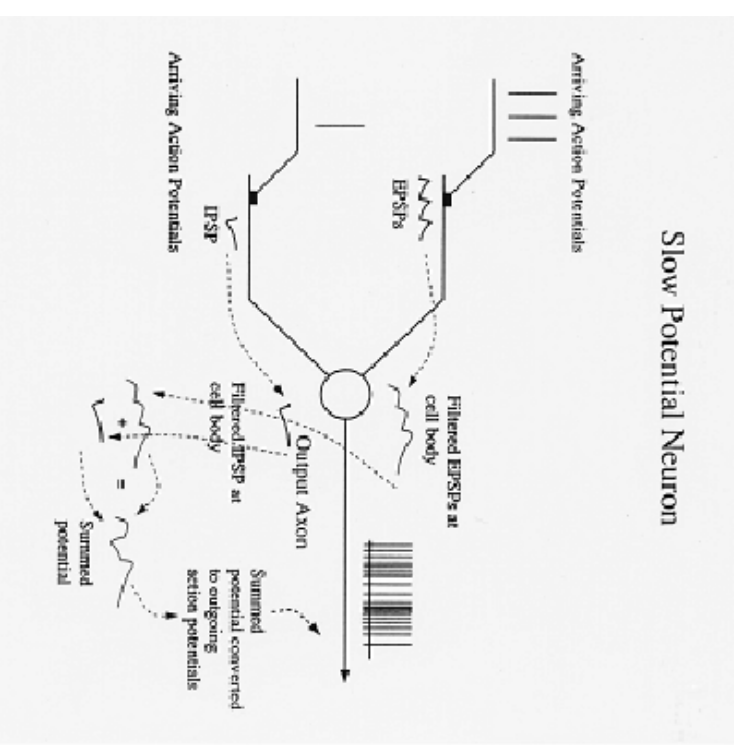 Slow Potential Neuron
Arriving Action Potentials
EPSPs
Filtered EPSPs at
cell body
Output Axon
IPSP
Filtered IPSP at
cell body
Arriving Action Potentials
+
=
Summed
potential
Summed
potential converted
to outgoing
action potentials